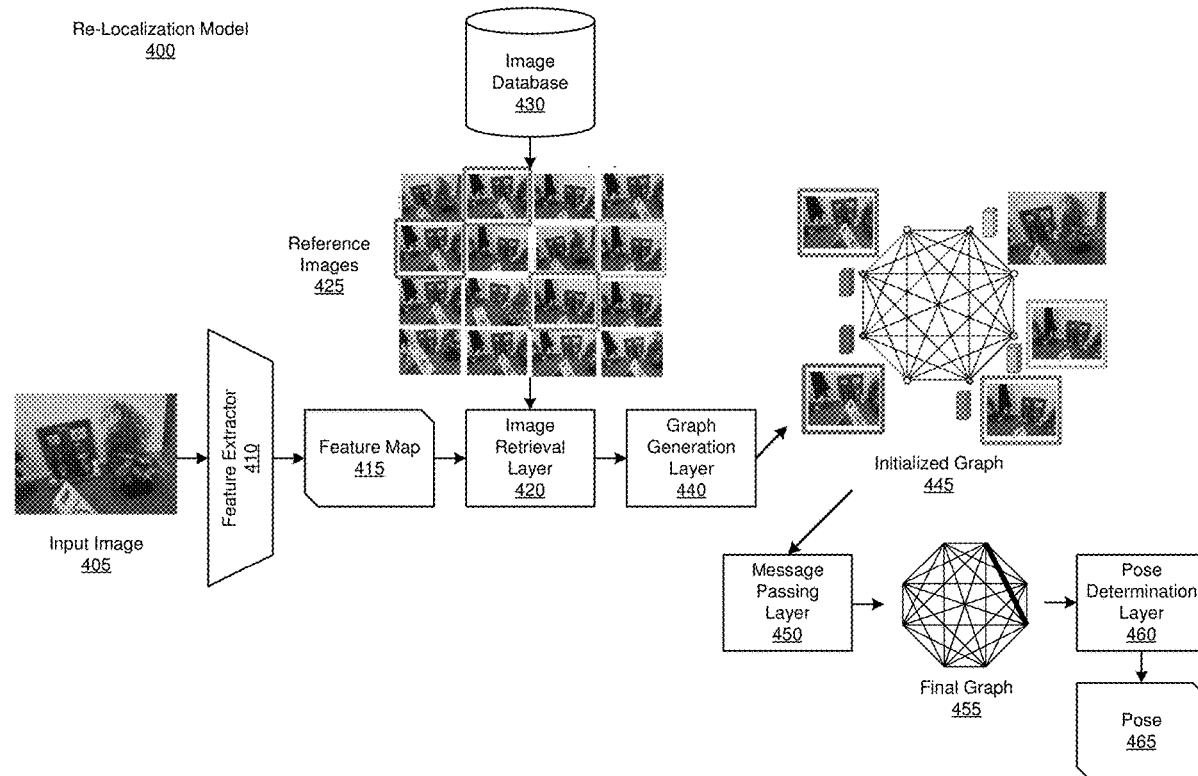 Re-Localization Model
400
Image
Database
430
Reference
Images
425
Input Image
405
Feature Extractor
410
Feature Map
415
Image
Retrieval
Layer
420
Graph
Generation
Layer
440
Initialized Graph
445
Message
Passing
Layer
450
Final Graph
455
Pose
Determination
Layer
460
Pose
465